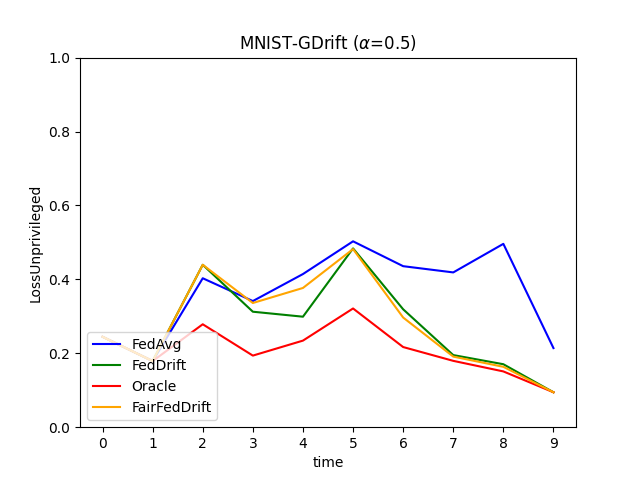 MNIST-GDrift (α=0.5)
1.0
0.8
0.6
0.4
0.2
0.0
LossUnprivileged
FedAvg
FedDrift
Oracle
FairFedDrift
0 1 2 3 4 5 6 7 8 9
time